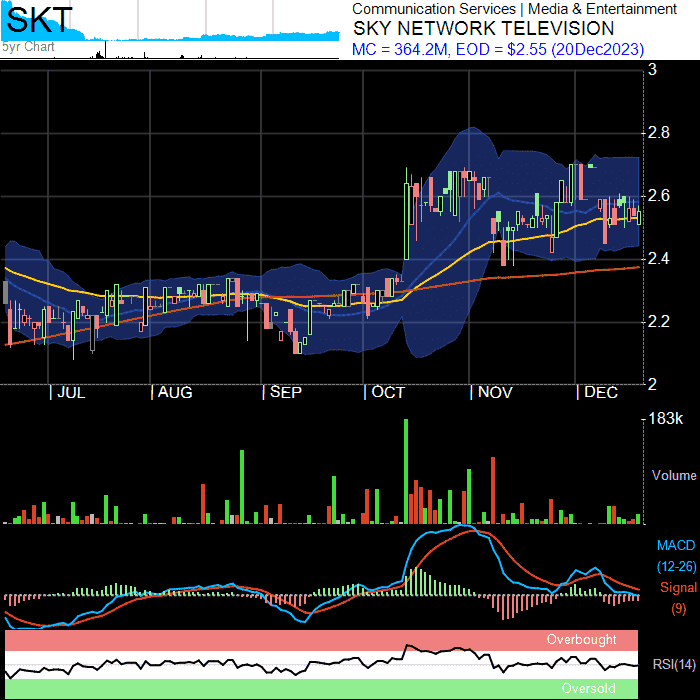 SKT
5yr Chart
Communication Services | Media & Entertainment
SKY NETWORK TELEVISION
MC = 364.2M, EOD = $2.55 (20Dec2023)
3
2.8
2.6
2.4
2.2
2
| JUL | AUG | SEP | OCT | NOV | DEC
183k
Volume
MACD
(12-26)
Signal
(9)
Overbought
RSI(14)
Oversold